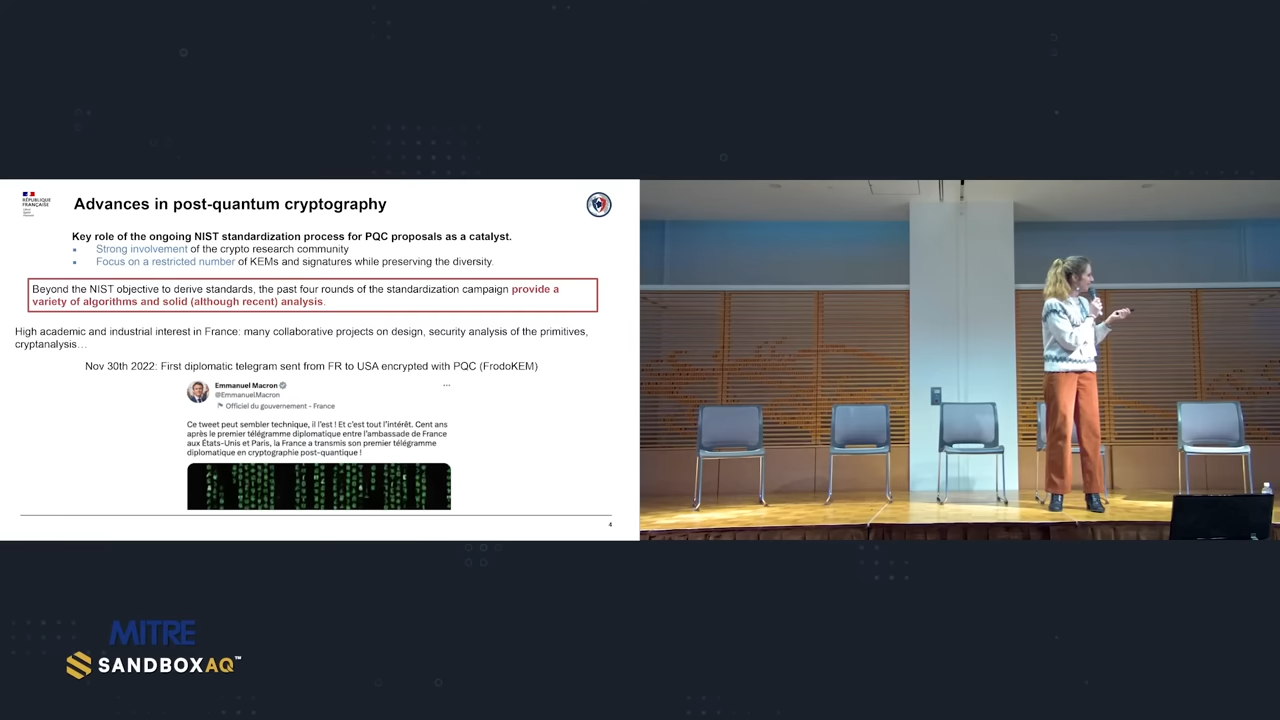 RÉPUBLIQUE
FRANÇAISE
Advances in post-quantum cryptography
Key role of the ongoing NIST standardization process for PQC proposals as a catalyst.
Strong involvement of the crypto research community
Focus on a restricted number of KEMs and signatures while preserving the diversity.
Beyond the NIST objective to derive standards, the past four rounds of the standardization campaign provide a
variety of algorithms and solid (although recent) analysis.
High academic and industrial interest in France: many collaborative projects on design, security analysis of the primitives,
cryptanalysis…
Nov 30th 2022: First diplomatic telegram sent from FR to USA encrypted with PQC (FrodoKEM)
Emmanuel Macron
@EmmanuelMacron
Officiel du gouvernement - France
Ce tweet peut sembler technique, il l'est ! Et c'est tout l'intérêt. Cent ans
après le premier télégramme diplomatique entre l'ambassade de France
aux États-Unis et Paris, la France a transmis son premier télégramme
diplomatique en cryptographie post-quantique !
4
MITRE
SANDBOXAQ™